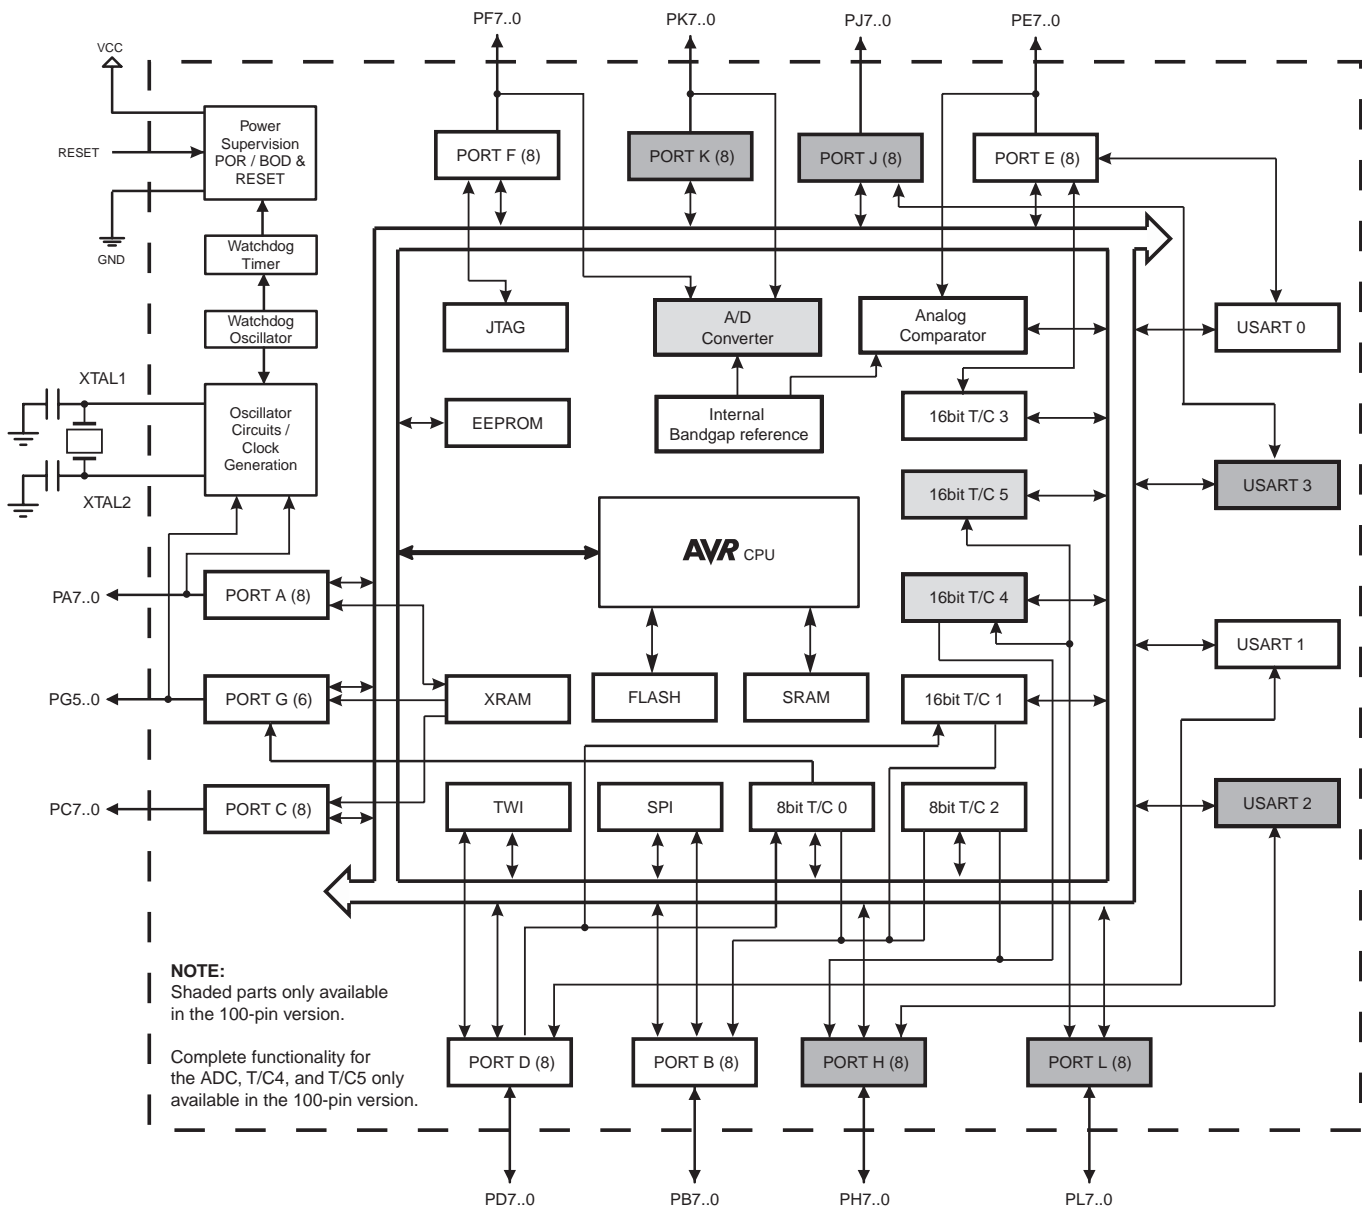 PF7..0
PK7..0
PJ7..0
PE7..0
VCC
Power
Supervision
POR / BOD &
RESET
RESET
GND
PORT F (8)
PORT K (8)
PORT J (8)
PORT E (8)
Watchdog
Timer
Watchdog
Oscillator
JTAG
A/D
Converter
Analog
Comparator
USART 0
XTAL1
XTAL2
Oscillator
Circuits /
Clock
Generation
EEPROM
Internal
Bandgap reference
16bit T/C 3
16bit T/C 5
USART 3
AVR CPU
PA7..0
PORT A (8)
16bit T/C 4
USART 1
PG5..0
PORT G (6)
XRAM
FLASH
SRAM
16bit T/C 1
PC7..0
PORT C (8)
TWI
SPI
8bit T/C 0
8bit T/C 2
USART 2
NOTE:
Shaded parts only available
in the 100-pin version.
Complete functionality for
the ADC, T/C4, and T/C5 only
available in the 100-pin version.
PORT D (8)
PORT B (8)
PORT H (8)
PORT L (8)
PD7..0
PB7..0
PH7..0
PL7..0